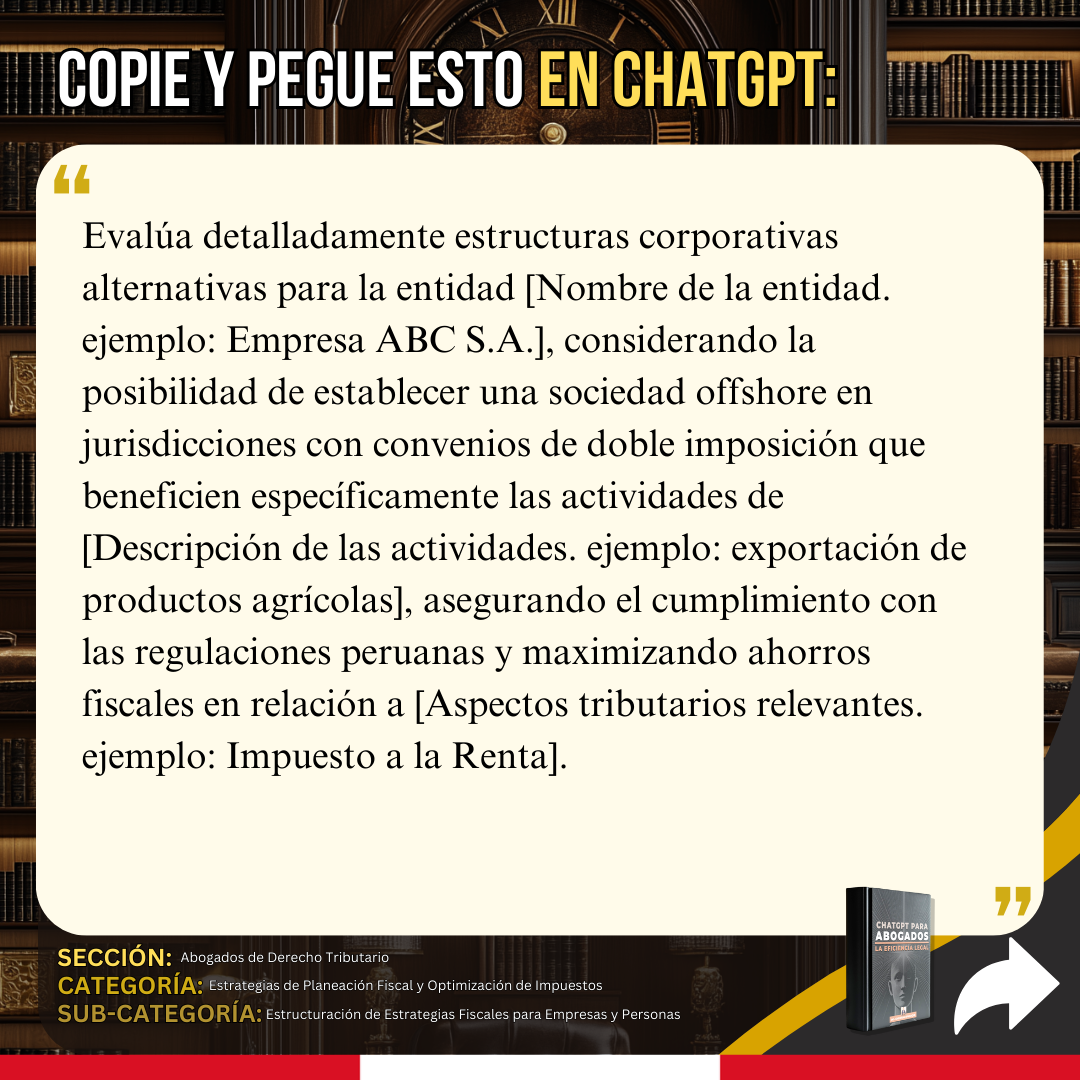 COPIE Y PEGUE ESTO EN CHATGPT:
“
Evalúa detalladamente estructuras corporativas
alternativas para la entidad [Nombre de la entidad.
ejemplo: Empresa ABC S.A.], considerando la
posibilidad de establecer una sociedad offshore en
jurisdicciones con convenios de doble imposición que
beneficien específicamente las actividades de
[Descripción de las actividades. ejemplo: exportación de
productos agrícolas], asegurando el cumplimiento con
las regulaciones peruanas y maximizando ahorros
fiscales en relación a [Aspectos tributarios relevantes.
ejemplo: Impuesto a la Renta].
”
CHATGPT PARA
ABOGADOS
LA EFICIENCIA LEGAL
SECCIÓN: Abogados de Derecho Tributario
CATEGORÍA: Estrategias de Planeación Fiscal y Optimización de Impuestos
SUB-CATEGORÍA: Estructuración de Estrategias Fiscales para Empresas y Personas